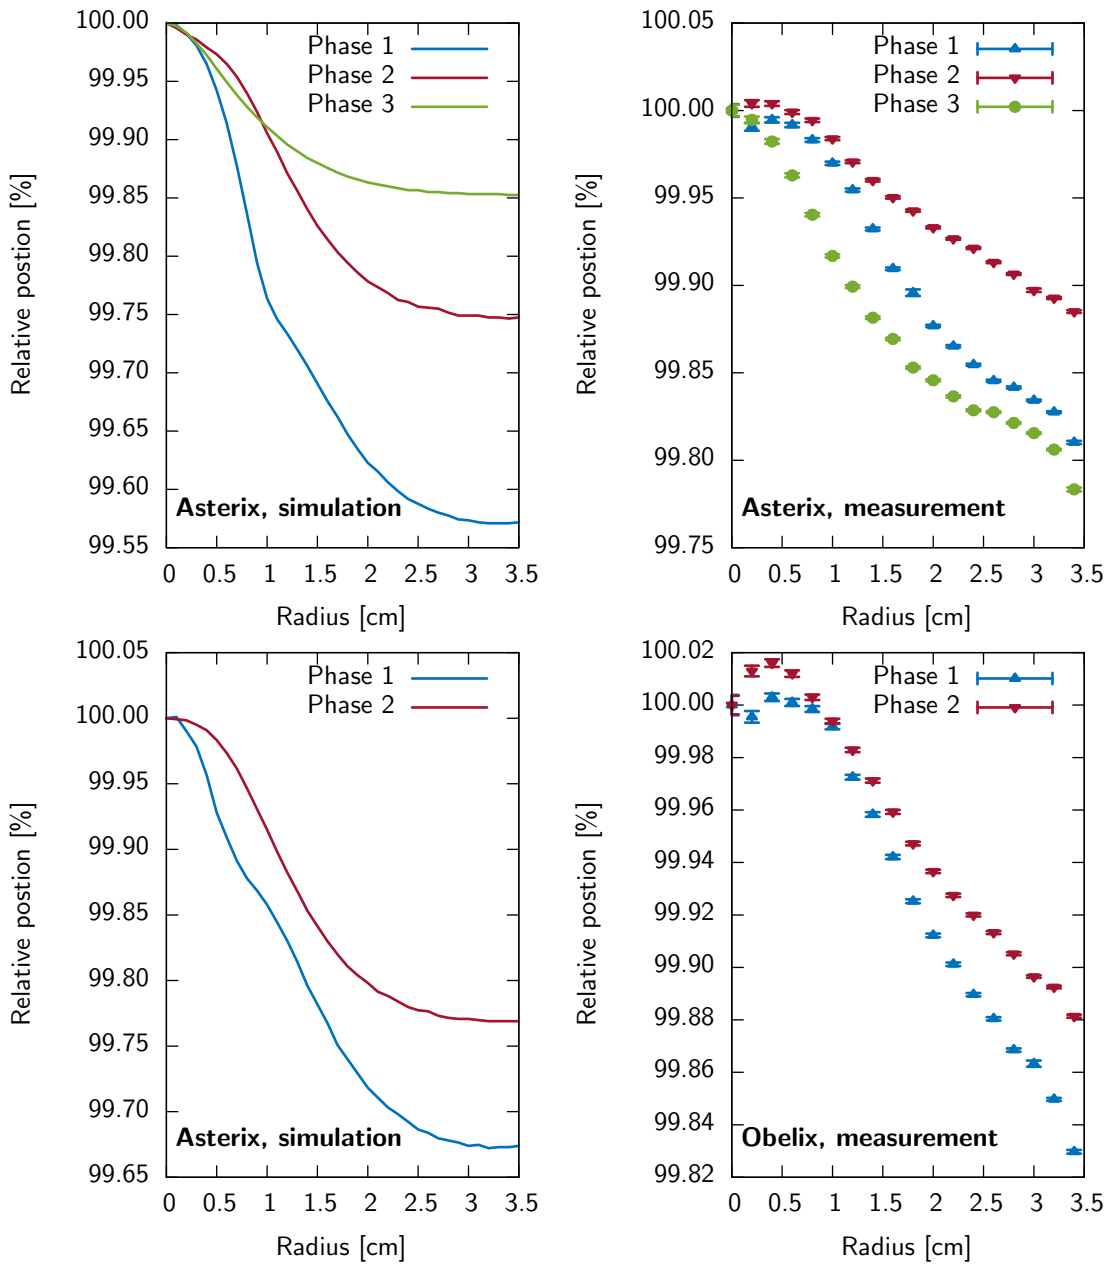 100.00
99.95
99.90
99.85
99.80
99.75
99.70
99.65
99.60
99.55
0 0.5 1 1.5 2 2.5 3 3.5
Relative postion [%]
Radius [cm]
Phase 1
Phase 2
Phase 3
Asterix, simulation
100.05
100.00
99.95
99.90
99.85
99.80
99.75
0 0.5 1 1.5 2 2.5 3 3.5
Relative postion [%]
Radius [cm]
Phase 1
Phase 2
Phase 3
Asterix, measurement
100.05
100.00
99.95
99.90
99.85
99.80
99.75
99.70
99.65
0 0.5 1 1.5 2 2.5 3 3.5
Relative postion [%]
Radius [cm]
Phase 1
Phase 2
Asterix, simulation
100.02
100.00
99.98
99.96
99.94
99.92
99.90
99.88
99.86
99.84
99.82
0 0.5 1 1.5 2 2.5 3 3.5
Relative postion [%]
Radius [cm]
Phase 1
Phase 2
Obelix, measurement